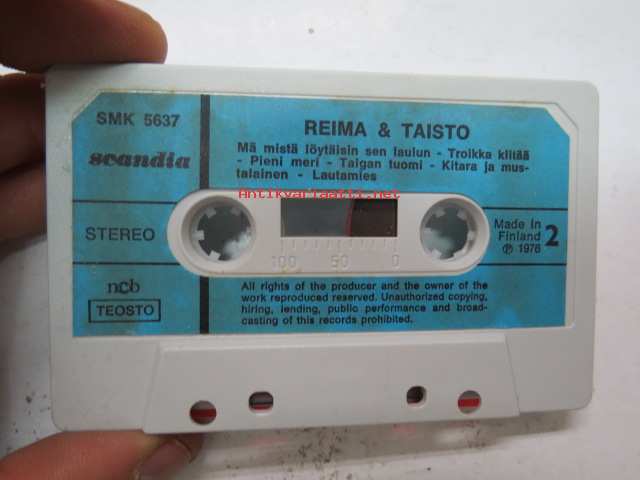 SMK 5637
scandia
STEREO
ncb
TEOSTO
REIMA & TAISTO
Mä mistä löytäisin sen laulun - Troikka kiitää
- Pieni meri - Taigan tuomi - Kitara ja mus-
talainen - Lautamies
Antikvariaatti.net
100 50 0
Made In
Finland
℗ 1976
2
All rights of the producer and the owner of the
work reproduced reserved. Unauthorized copying,
hiring, lending, public performance and broad-
casting of this records prohibited.